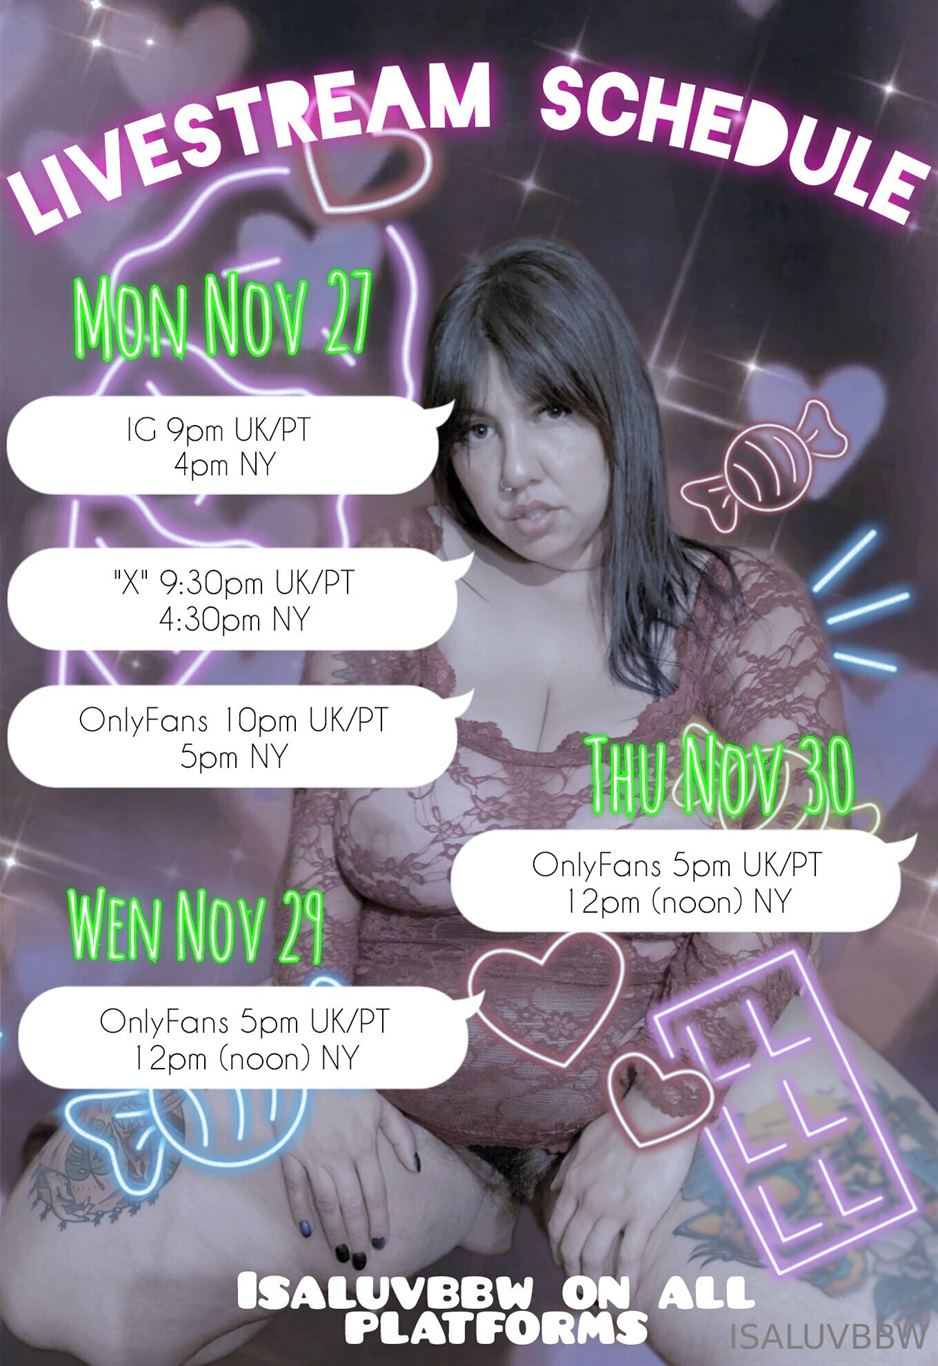 LIVESTREAM SCHEDULE
MON NOV 27
IG 9pm UK/PT
4pm NY
"X" 9:30pm UK/PT
4:30pm NY
OnlyFans 10pm UK/PT
5pm NY
THU NOV 30
OnlyFans 5pm UK/PT
12pm (noon) NY
WEN NOV 29
OnlyFans 5pm UK/PT
12pm (noon) NY
ISALUVBBW ON ALL
PLATFORMS
ISALUVBBW